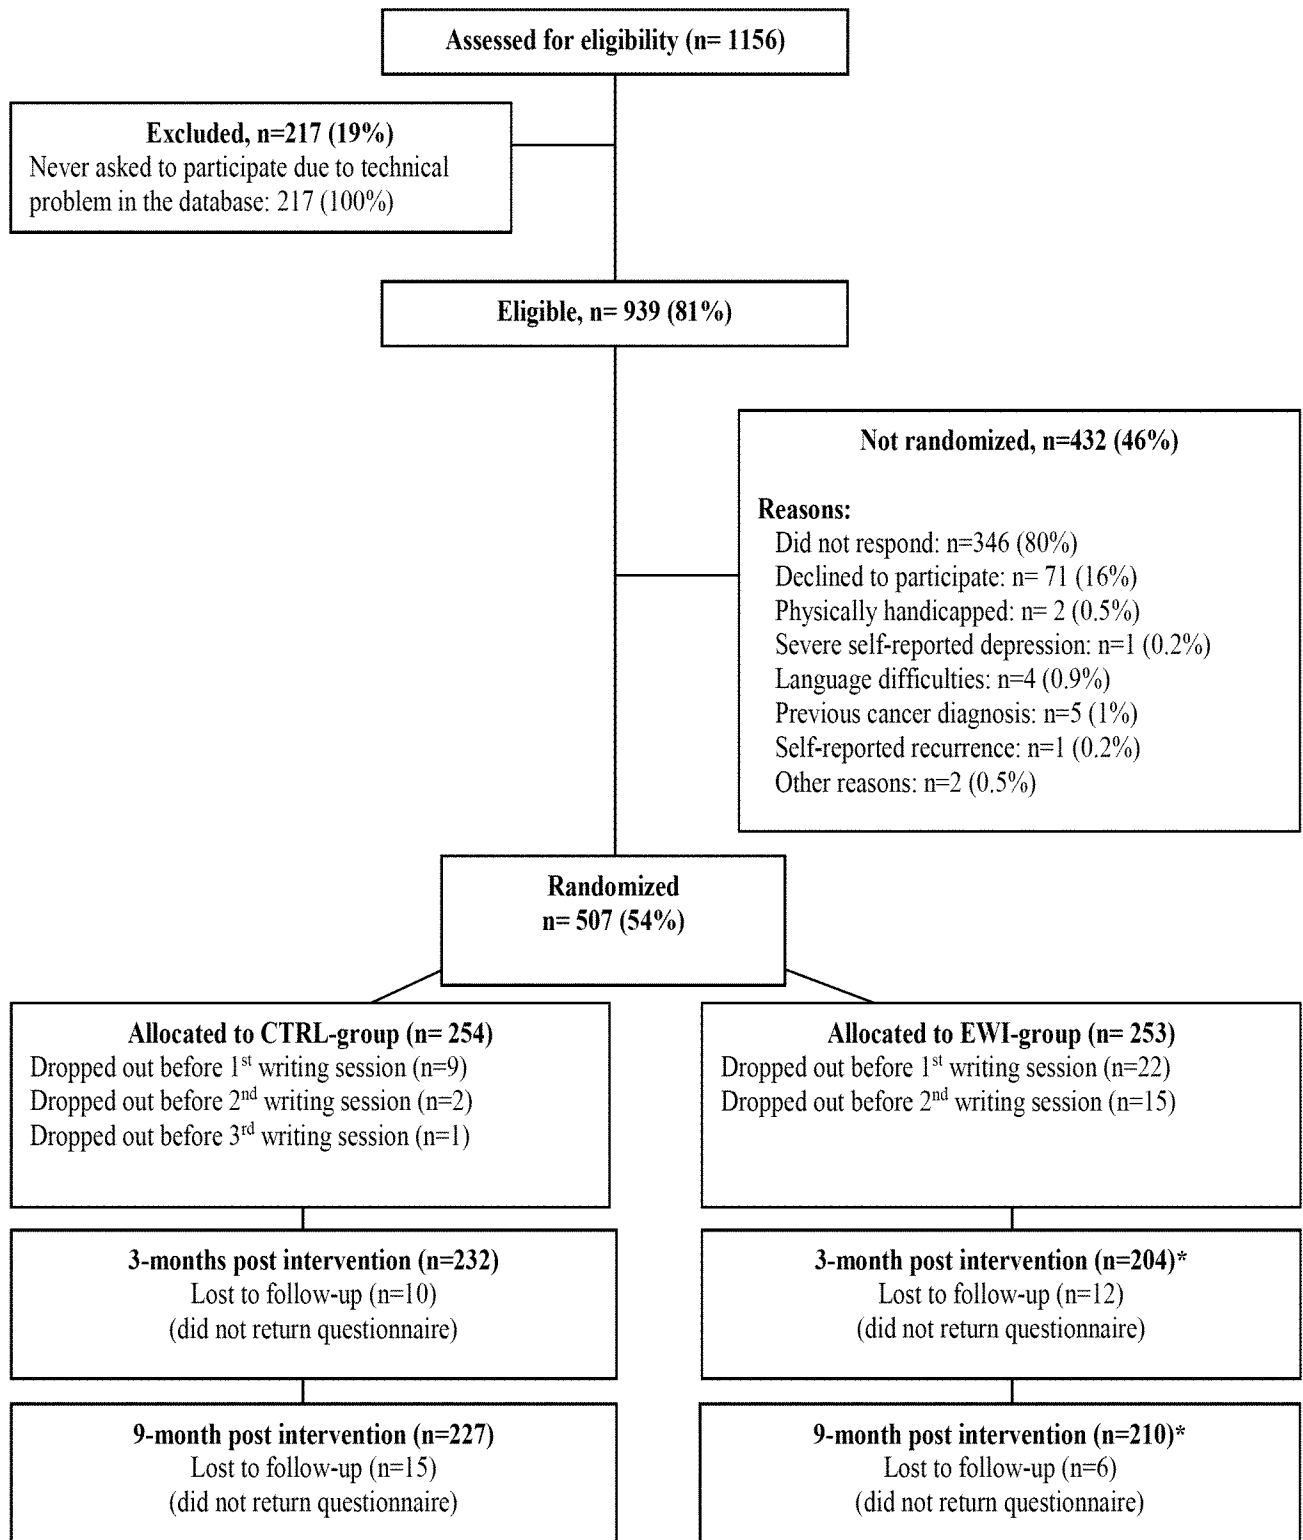 Assessed for eligibility (n= 1156)
Excluded, n=217 (19%)
Never asked to participate due to technical
problem in the database: 217 (100%)
Eligible, n= 939 (81%)
Not randomized, n=432 (46%)
Reasons:
Did not respond: n=346 (80%)
Declined to participate: n= 71 (16%)
Physically handicapped: n= 2 (0.5%)
Severe self-reported depression: n=1 (0.2%)
Language difficulties: n=4 (0.9%)
Previous cancer diagnosis: n=5 (1%)
Self-reported recurrence: n=1 (0.2%)
Other reasons: n=2 (0.5%)
Randomized
n= 507 (54%)
Allocated to CTRL-group (n= 254)
Dropped out before 1st writing session (n=9)
Dropped out before 2nd writing session (n=2)
Dropped out before 3rd writing session (n=1)
Allocated to EWI-group (n= 253)
Dropped out before 1st writing session (n=22)
Dropped out before 2nd writing session (n=15)
3-months post intervention (n=232)
Lost to follow-up (n=10)
(did not return questionnaire)
3-month post intervention (n=204)*
Lost to follow-up (n=12)
(did not return questionnaire)
9-month post intervention (n=227)
Lost to follow-up (n=15)
(did not return questionnaire)
9-month post intervention (n=210)*
Lost to follow-up (n=6)
(did not return questionnaire)